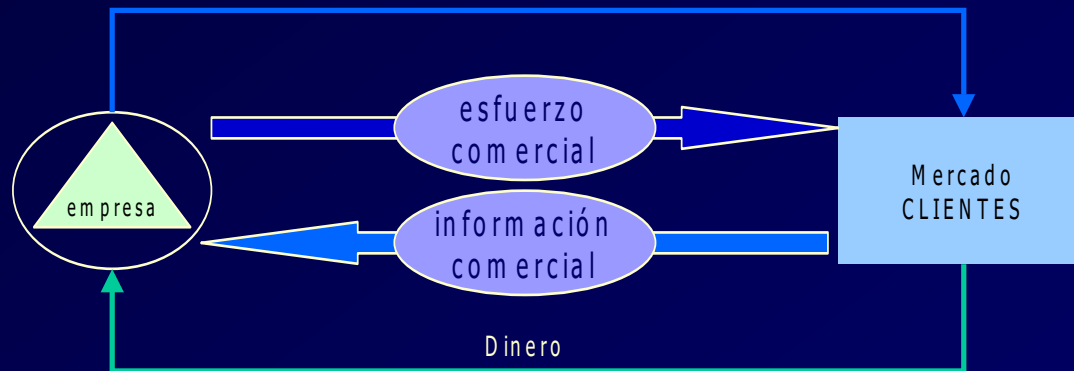 esfuerzo
comercial
empresa
Mercado
CLIENTES
información
comercial
Dinero